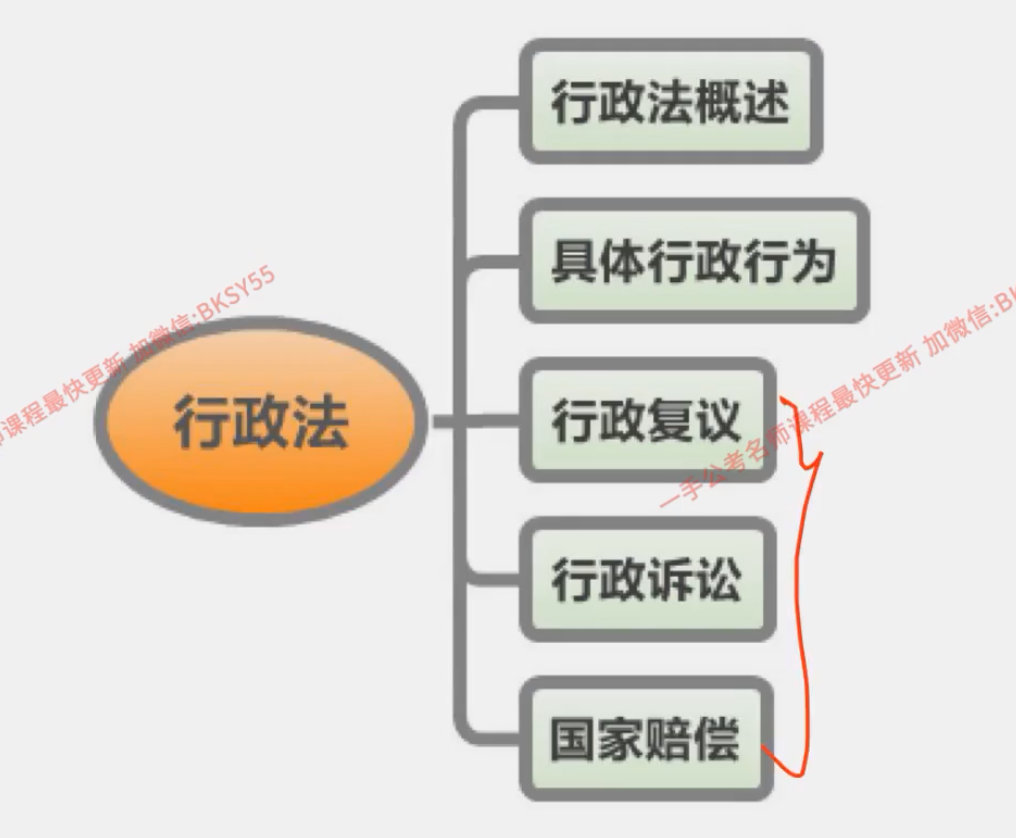 行政法概述
具体行政行为
行政法
行政复议
行政诉讼
国家赔偿
师课程最快更新 加微信:BKSY55
一手公考名师课程最快更新 加微信:BK